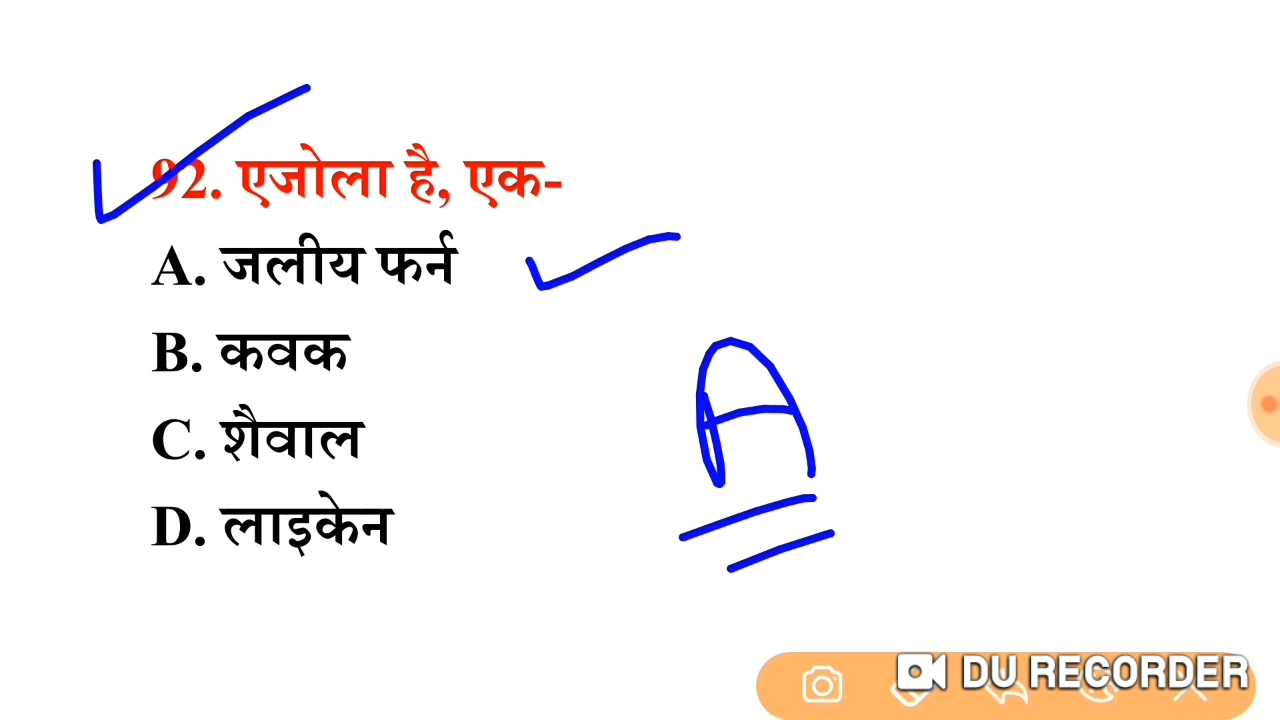 92. एजोला है, एक-
A. जलीय फर्न
B. कवक
C. शैवाल
D. लाइकेन
A
DU RECORDER